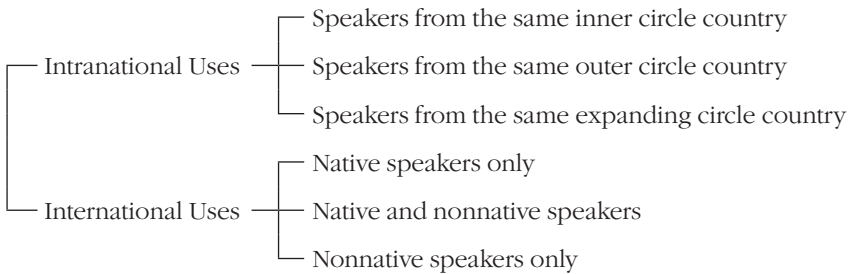 Speakers from the same inner circle country
Intranational Uses
Speakers from the same outer circle country
Speakers from the same expanding circle country
Native speakers only
International Uses
Native and nonnative speakers
Nonnative speakers only